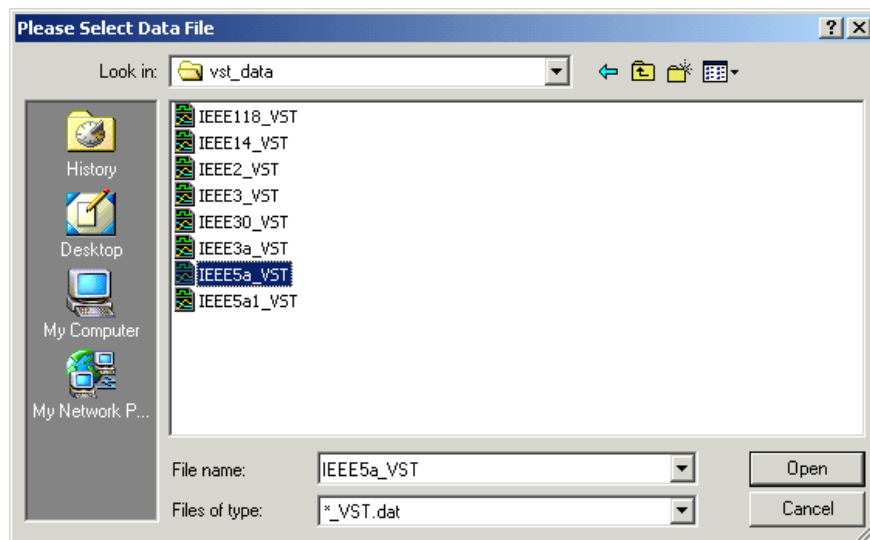 Please Select Data File
Look in: vst_data
History
Desktop
My Computer
My Network P...
IEEE118_VST
IEEE14_VST
IEEE2_VST
IEEE3_VST
IEEE30_VST
IEEE3a_VST
IEEE5a_VST
IEEE5a1_VST
File name: IEEE5a_VST Open
Files of type: *_VST.dat Cancel